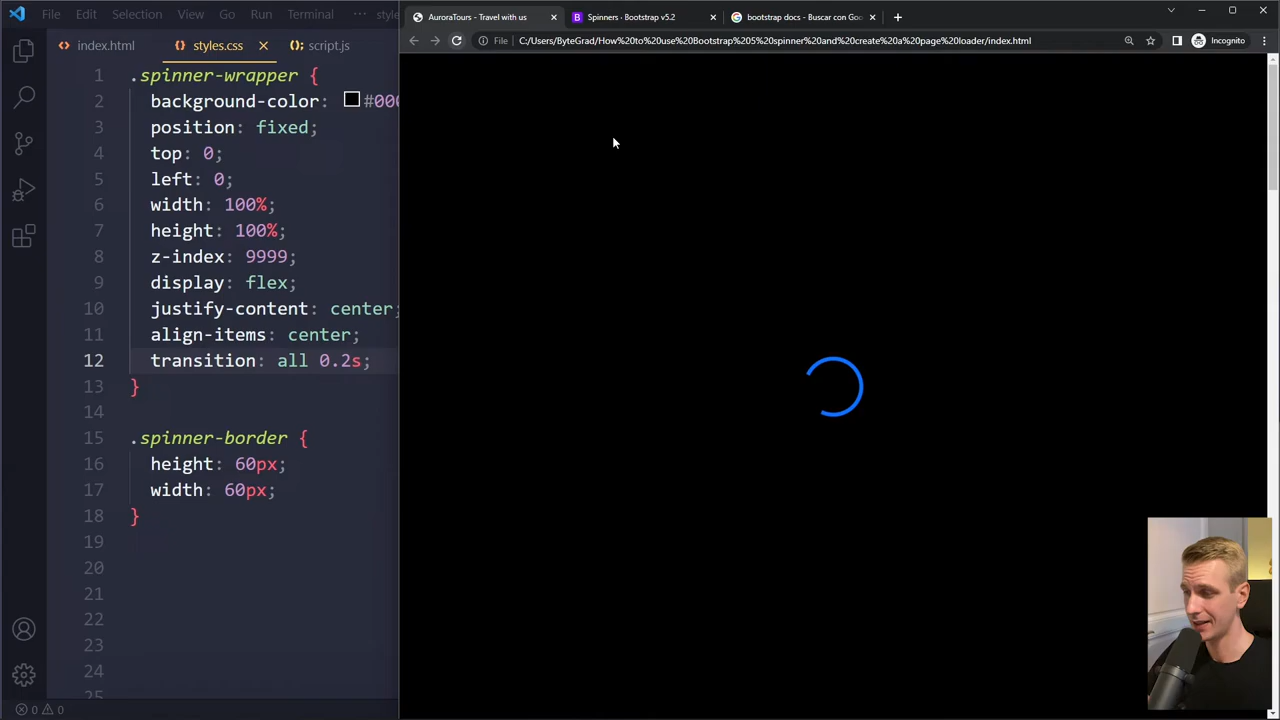 File Edit Selection View Go Run Terminal ··· style
index.html
styles.css
script.js
1 .spinner-wrapper {
2 background-color: #000
3 position: fixed;
4 top: 0;
5 left: 0;
6 width: 100%;
7 height: 100%;
8 z-index: 9999;
9 display: flex;
10 justify-content: center;
11 align-items: center;
12 transition: all 0.2s;
13 }
14
15 .spinner-border {
16 height: 60px;
17 width: 60px;
18 }
19
20
21
22
23
24
25
0 0
AuroraTours - Travel with us
Spinners · Bootstrap v5.2
bootstrap docs - Buscar con Goo
File C:/Users/ByteGrad/How%20to%20use%20Bootstrap%205%20spinner%20and%20create%20a%20page%20loader/index.html
Incognito